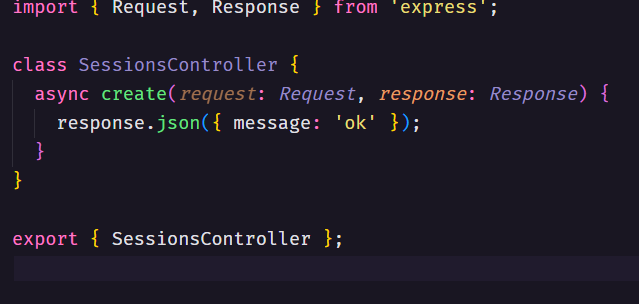 import { Request, Response } from 'express';
class SessionsController {
async create(request: Request, response: Response) {
response.json({ message: 'ok' });
}
}
export { SessionsController };